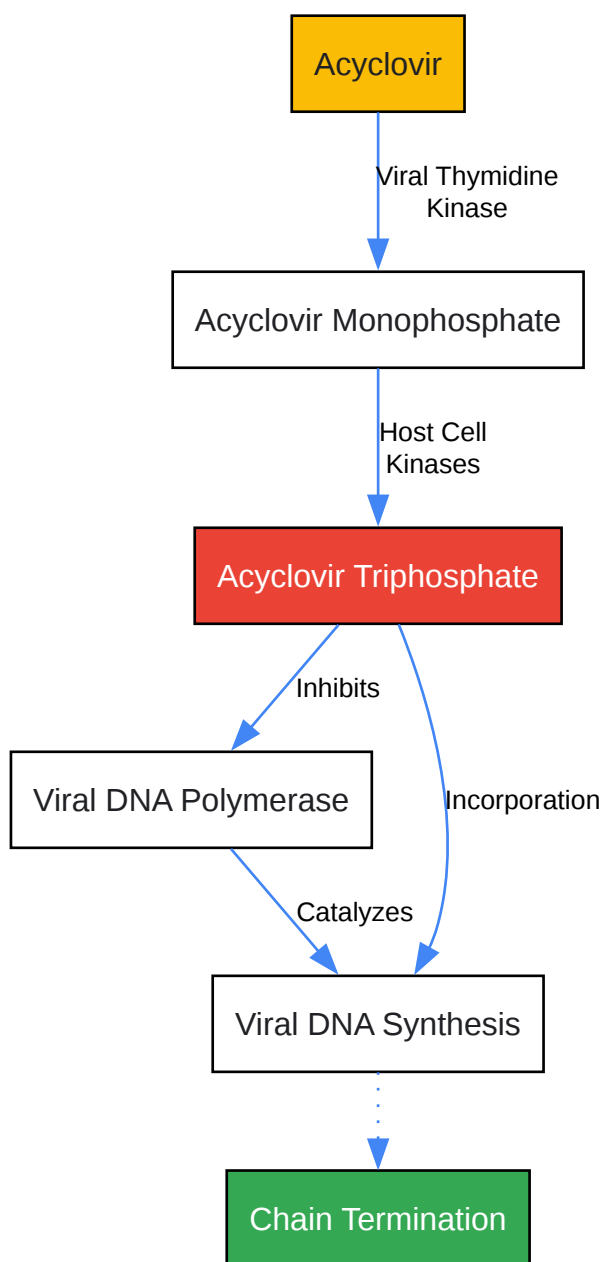 Acyclovir
Viral Thymidine
Kinase
Acyclovir Monophosphate
Host Cell
Kinases
Acyclovir Triphosphate
Inhibits
Viral DNA Polymerase
Incorporation
Catalyzes
Viral DNA Synthesis
Chain Termination